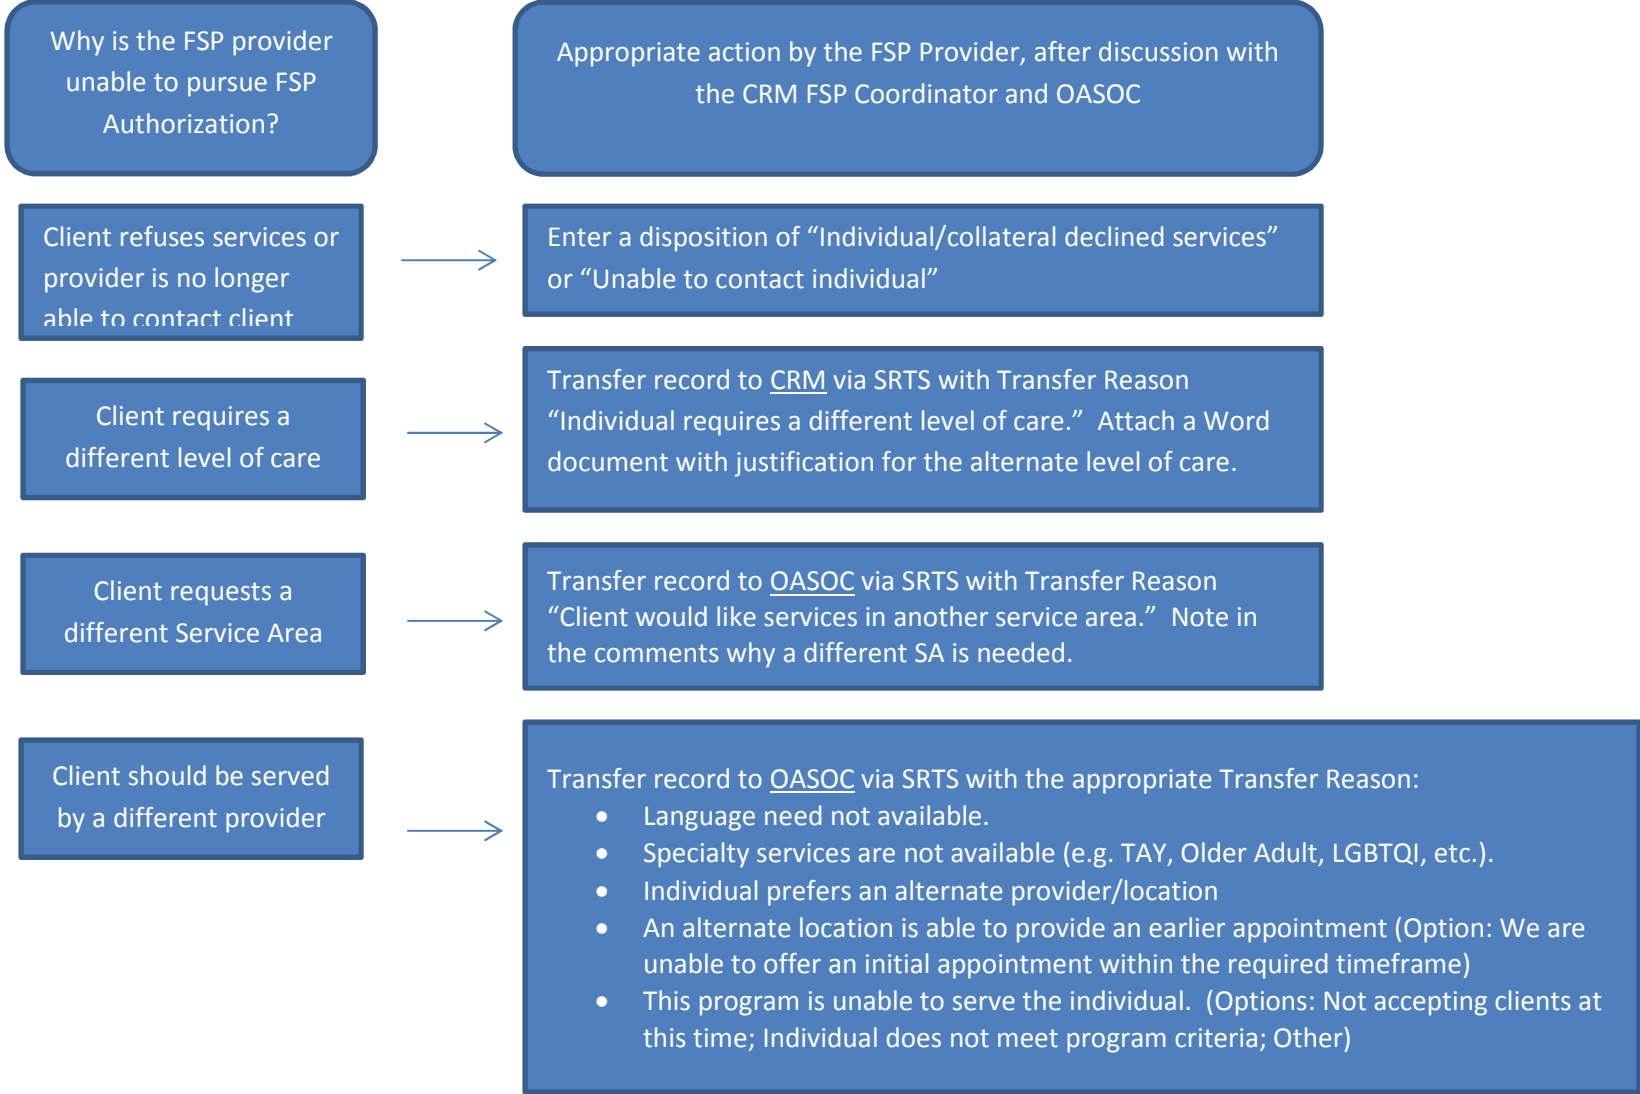 Why is the FSP provider
unable to pursue FSP
Authorization?
Appropriate action by the FSP Provider, after discussion with
the CRM FSP Coordinator and OASOC
Client refuses services or
provider is no longer
able to contact client
Enter a disposition of “Individual/collateral declined services”
or “Unable to contact individual”
Client requires a
different level of care
Transfer record to CRM via SRTS with Transfer Reason
“Individual requires a different level of care.”  Attach a Word
document with justification for the alternate level of care.
Client requests a
different Service Area
Transfer record to OASOC via SRTS with Transfer Reason
“Client would like services in another service area.”  Note in
the comments why a different SA is needed.
Client should be served
by a different provider
Transfer record to OASOC via SRTS with the appropriate Transfer Reason:
• Language need not available.
• Specialty services are not available (e.g. TAY, Older Adult, LGBTQI, etc.).
• Individual prefers an alternate provider/location
• An alternate location is able to provide an earlier appointment (Option: We are
unable to offer an initial appointment within the required timeframe)
• This program is unable to serve the individual.  (Options: Not accepting clients at
this time; Individual does not meet program criteria; Other)